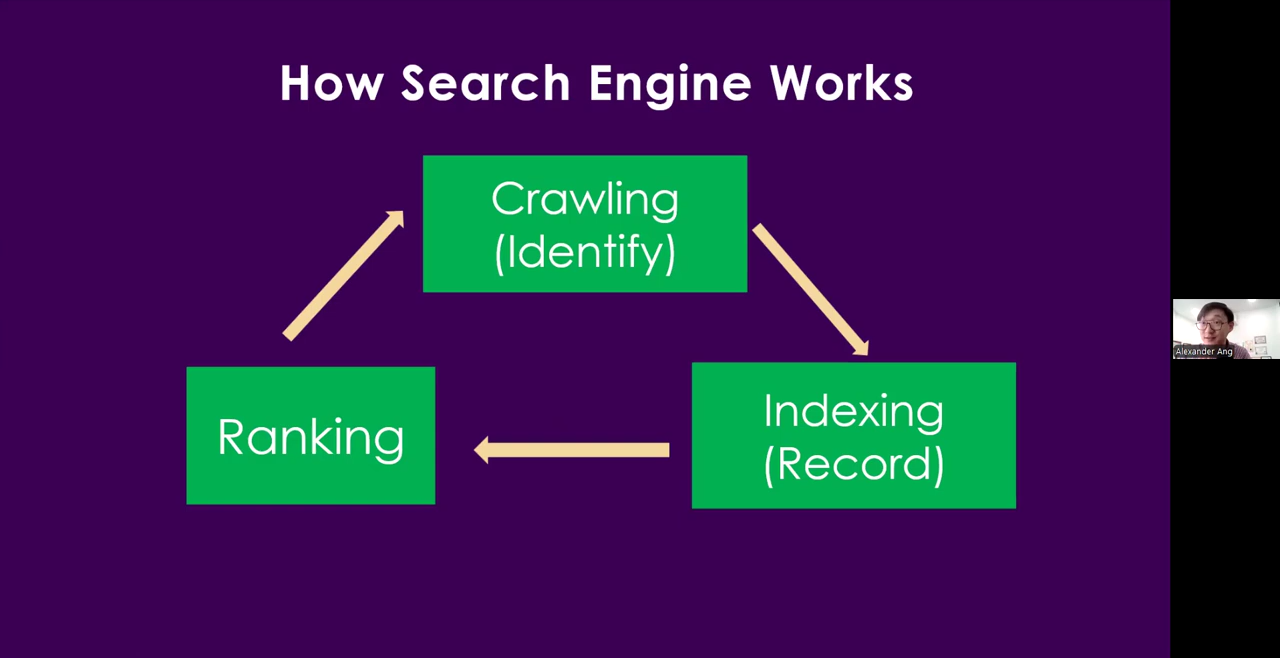 How Search Engine Works
Crawling
(Identify)
Ranking
Indexing
(Record)
Alexander Ang